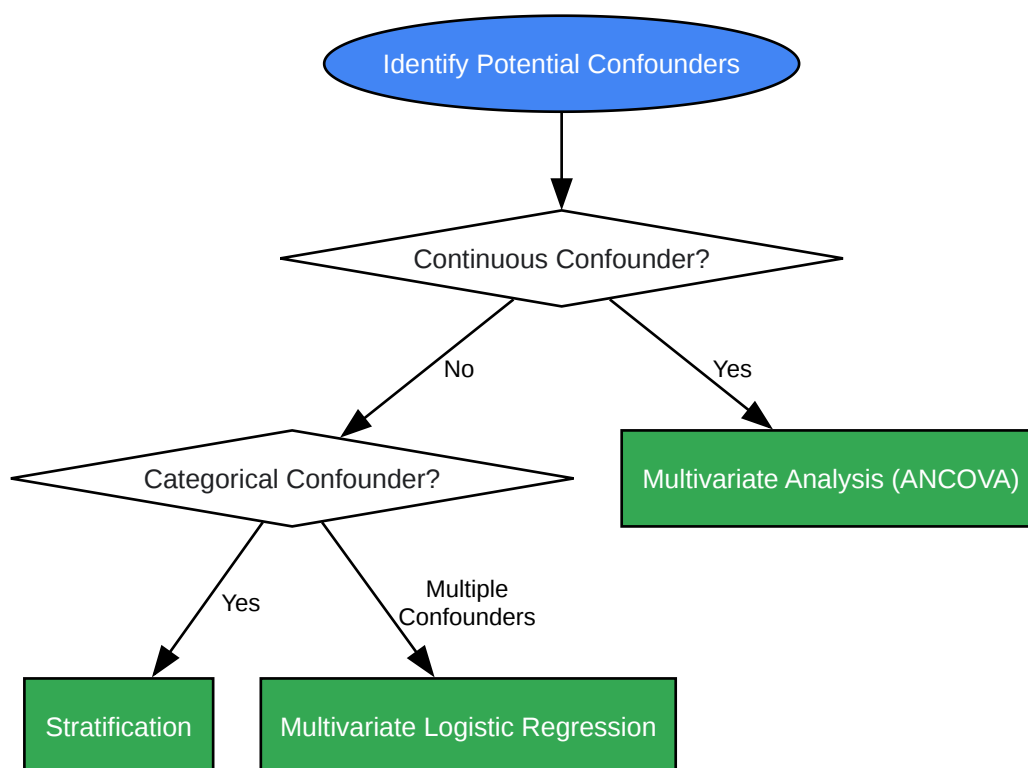 Identify Potential Confounders
Continuous Confounder?
No
Yes
Categorical Confounder?
Multivariate Analysis (ANCOVA)
Yes
Multiple
Confounders
Stratification
Multivariate Logistic Regression